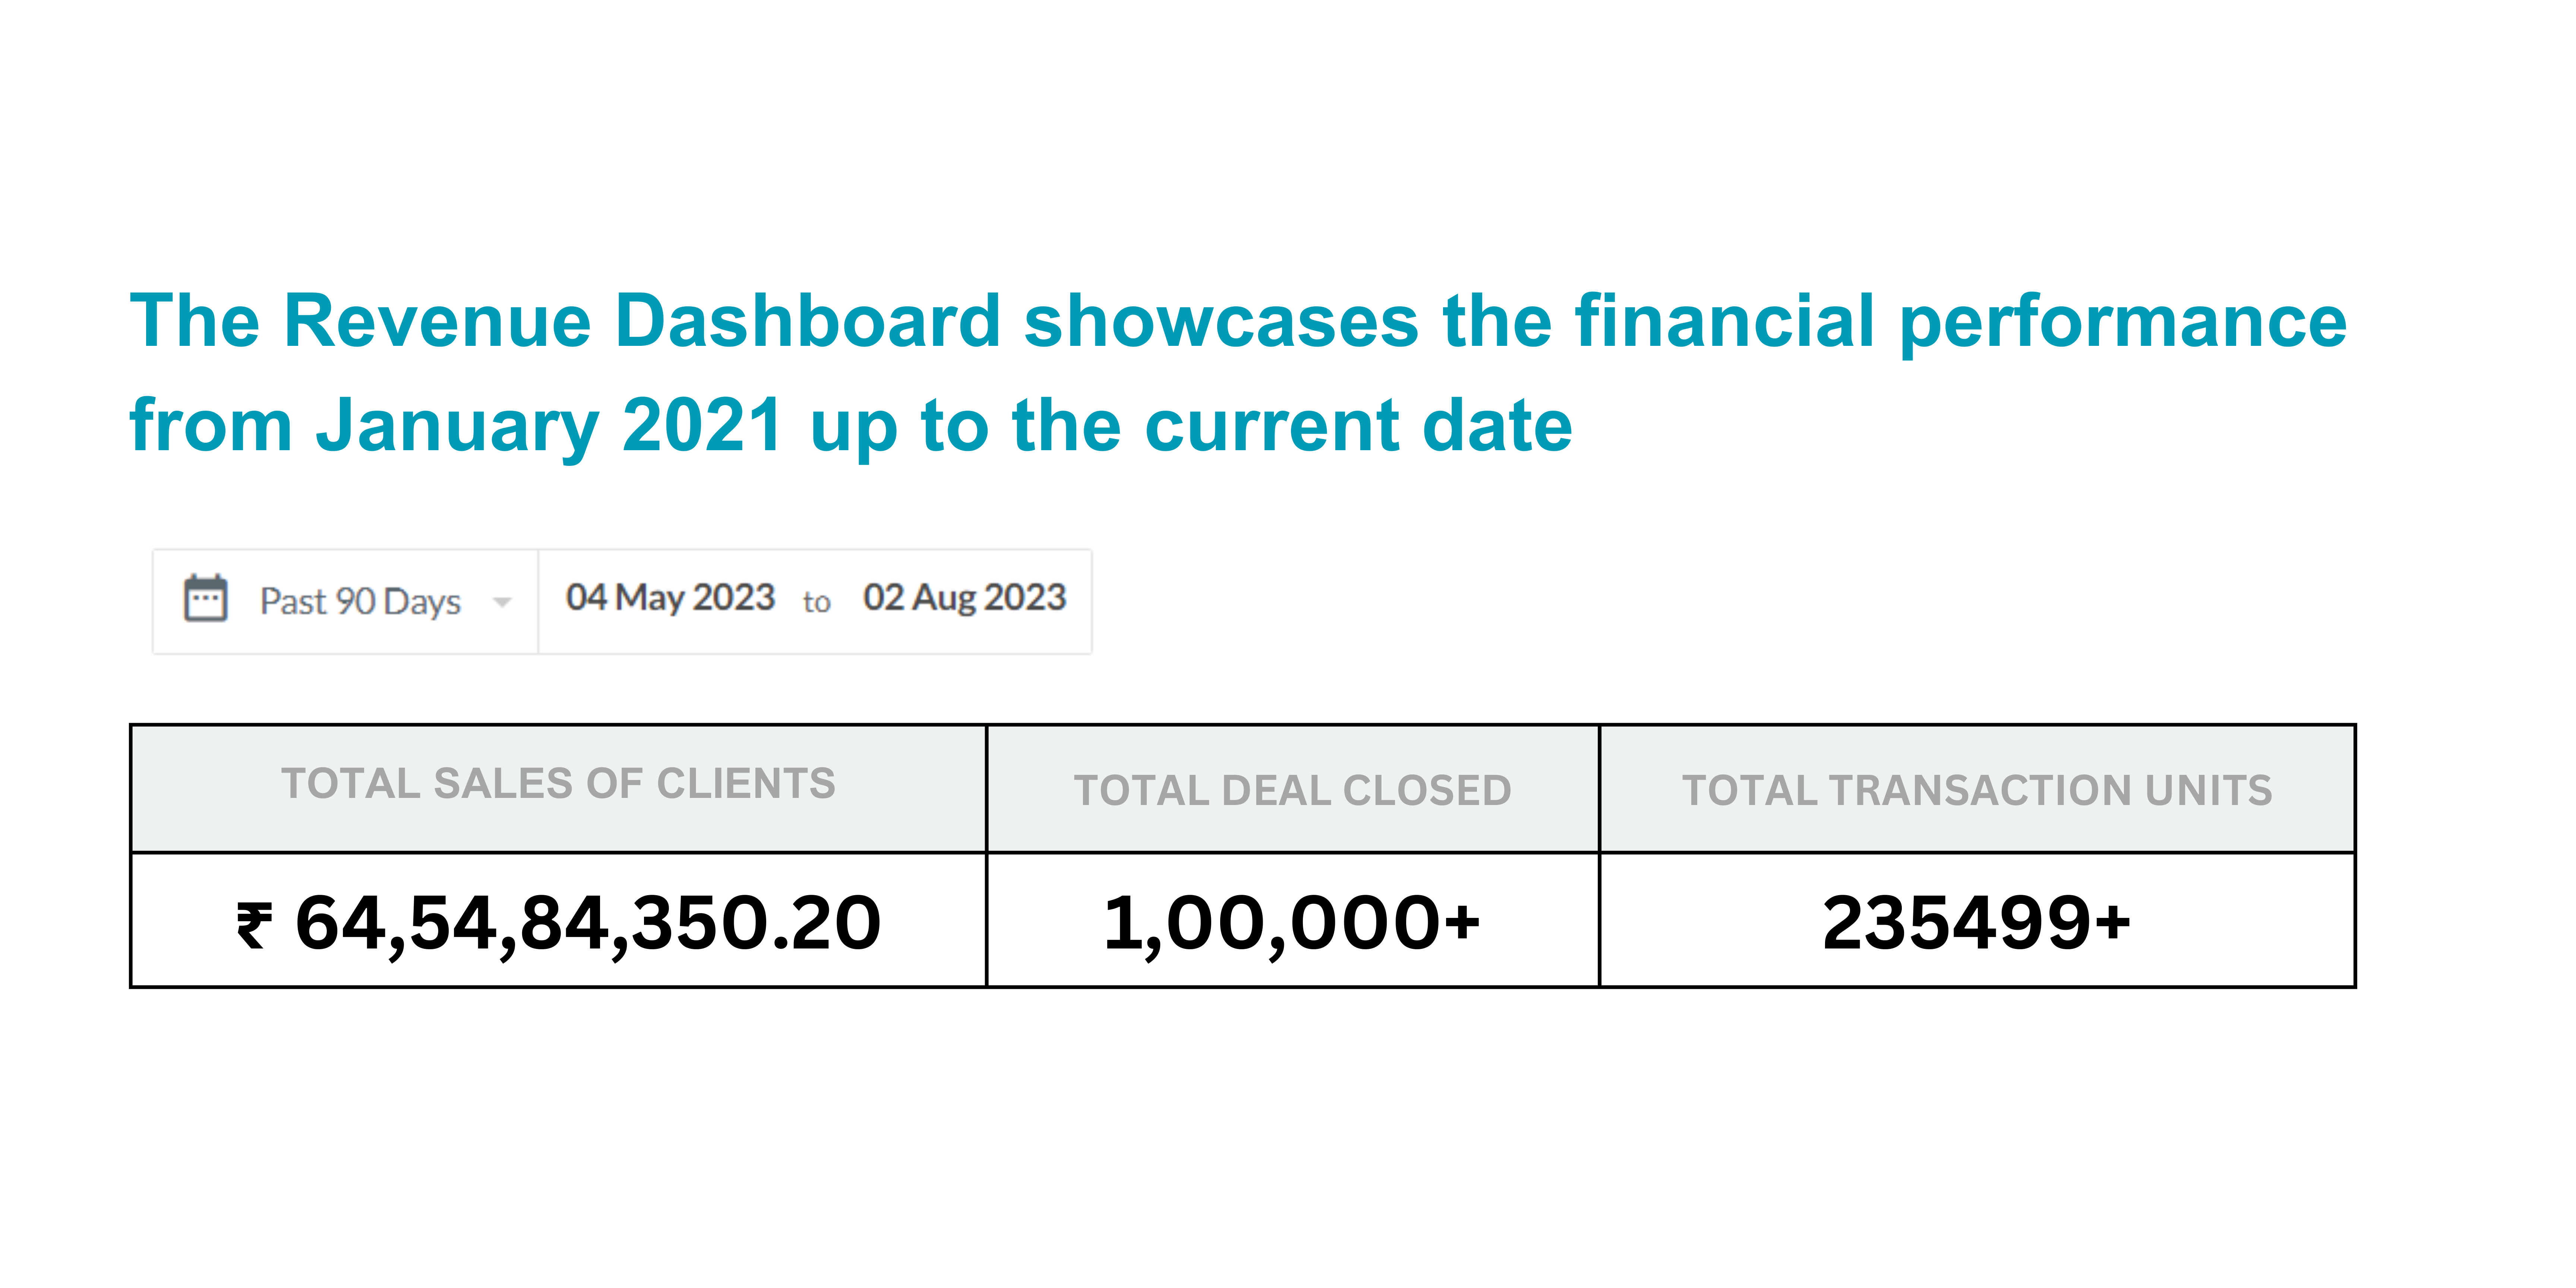 The Revenue Dashboard showcases the financial performance
from January 2021 up to the current date
Past 90 Days 04 May 2023 to 02 Aug 2023
TOTAL SALES OF CLIENTS TOTAL DEAL CLOSED TOTAL TRANSACTION UNITS
₹ 64,54,84,350.20 1,00,000+ 235499+